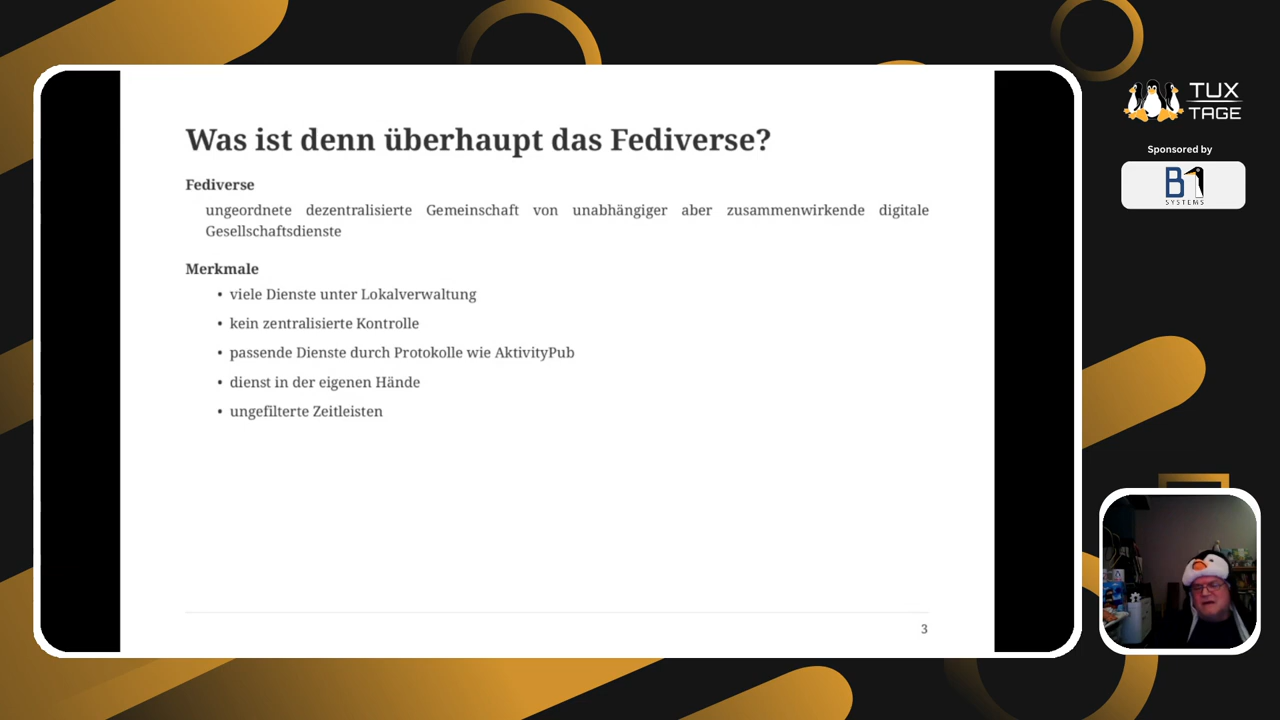 Was ist denn überhaupt das Fediverse?
Fediverse
ungeordnete dezentralisierte Gemeinschaft von unabhängiger aber zusammenwirkende digitale
Gesellschaftsdienste
Merkmale
• viele Dienste unter Lokalverwaltung
• kein zentralisierte Kontrolle
• passende Dienste durch Protokolle wie AktivityPub
• dienst in der eigenen Hände
• ungefilterte Zeitleisten
3
TUX
TAGE
Sponsored by
B1
SYSTEMS